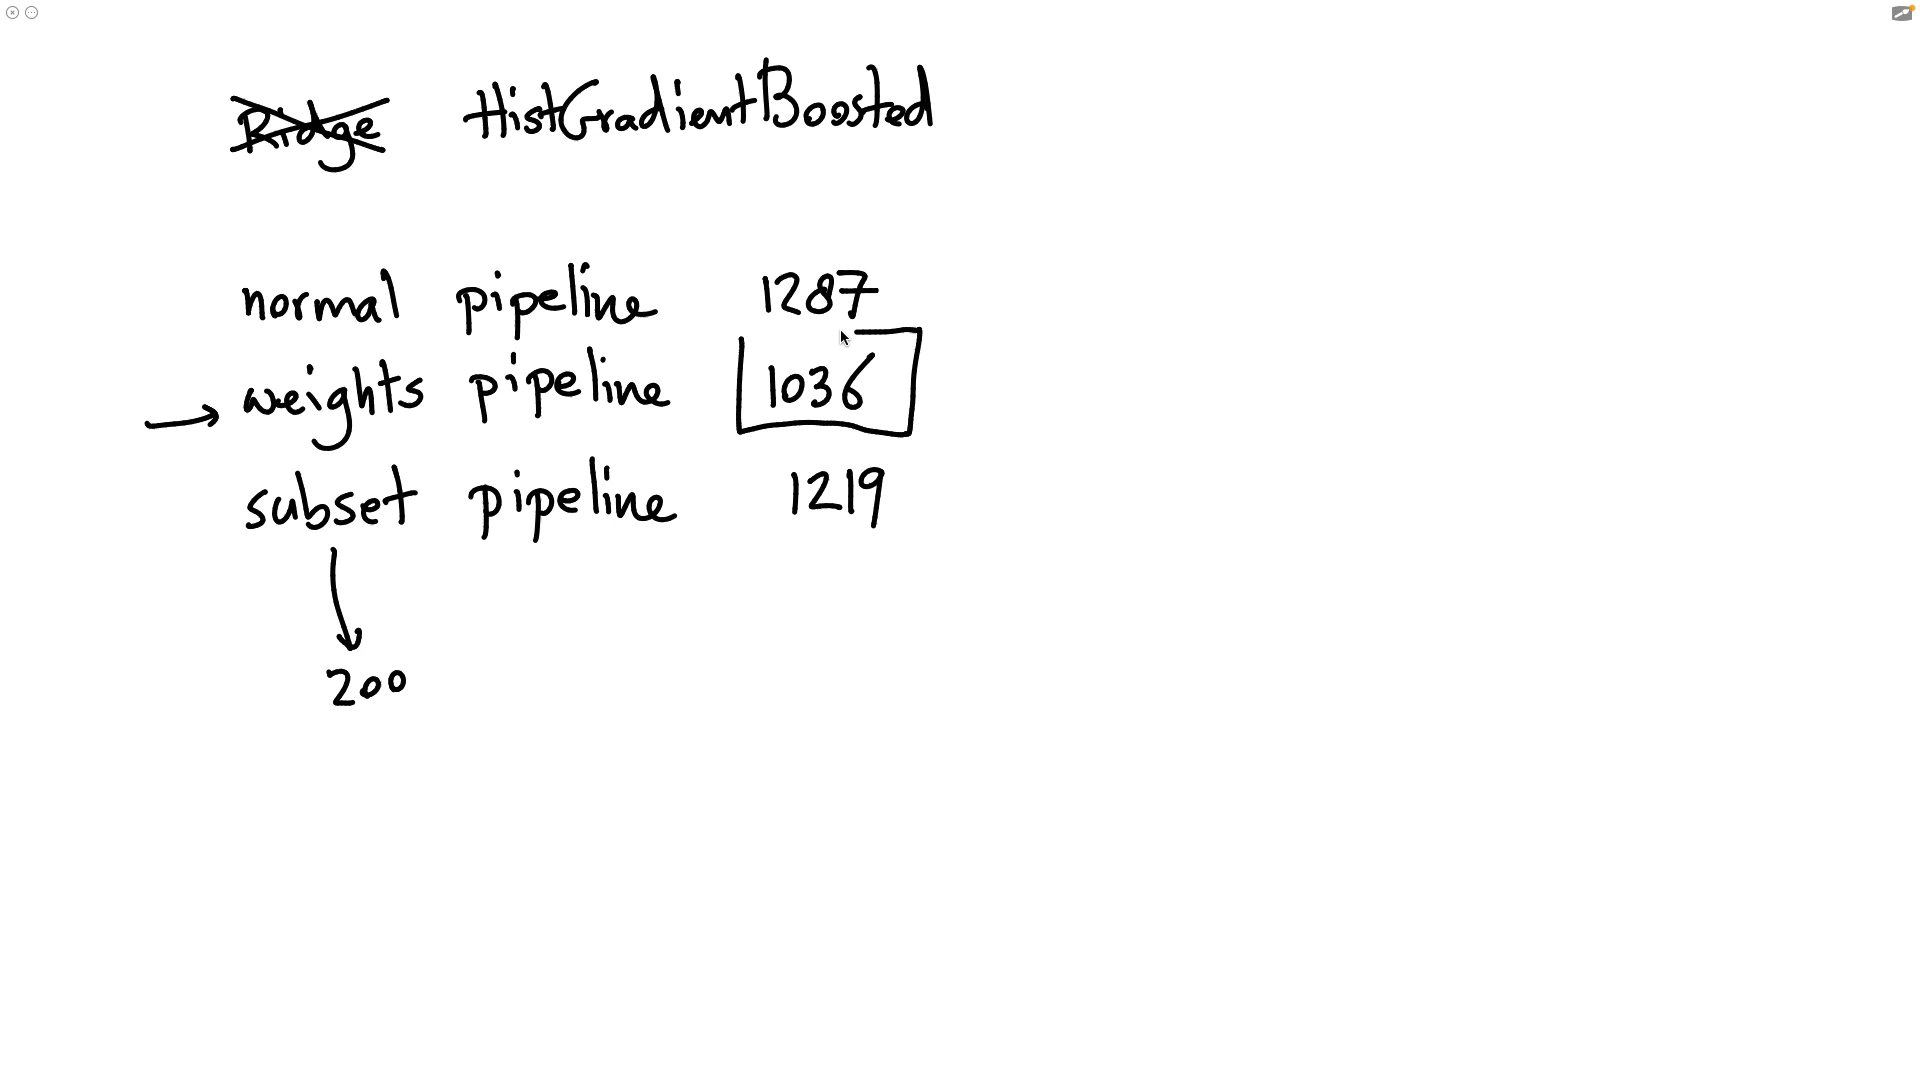 Ridge HistGradientBoosted
normal pipeline 1287
weights pipeline 1036
subset pipeline 1219
200